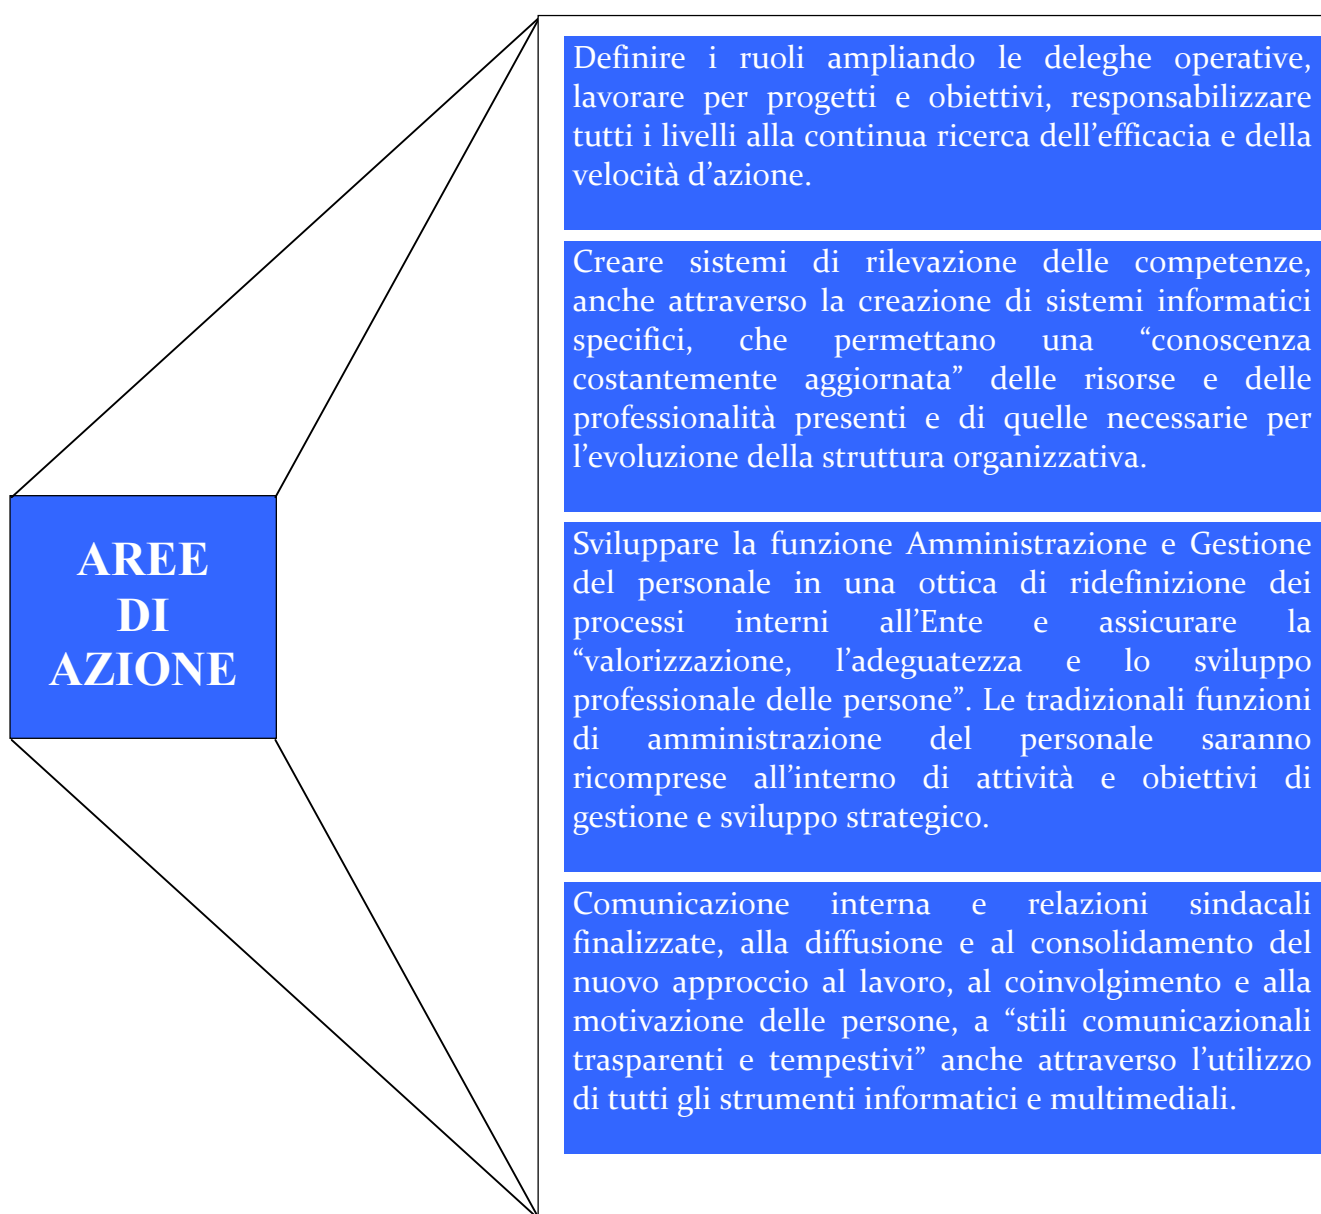 AREE
DI
AZIONE
Definire i ruoli ampliando le deleghe operative,
lavorare per progetti e obiettivi, responsabilizzare
tutti i livelli alla continua ricerca dell’efficacia e della
velocità d’azione.
Creare sistemi di rilevazione delle competenze,
anche attraverso la creazione di sistemi informatici
specifici, che permettano una “conoscenza
costantemente aggiornata” delle risorse e delle
professionalità presenti e di quelle necessarie per
l’evoluzione della struttura organizzativa.
Sviluppare la funzione Amministrazione e Gestione
del personale in una ottica di ridefinizione dei
processi interni all’Ente e assicurare la
“valorizzazione, l’adeguatezza e lo sviluppo
professionale delle persone”. Le tradizionali funzioni
di amministrazione del personale saranno
ricomprese all’interno di attività e obiettivi di
gestione e sviluppo strategico.
Comunicazione interna e relazioni sindacali
finalizzate, alla diffusione e al consolidamento del
nuovo approccio al lavoro, al coinvolgimento e alla
motivazione delle persone, a “stili comunicazionali
trasparenti e tempestivi” anche attraverso l’utilizzo
di tutti gli strumenti informatici e multimediali.